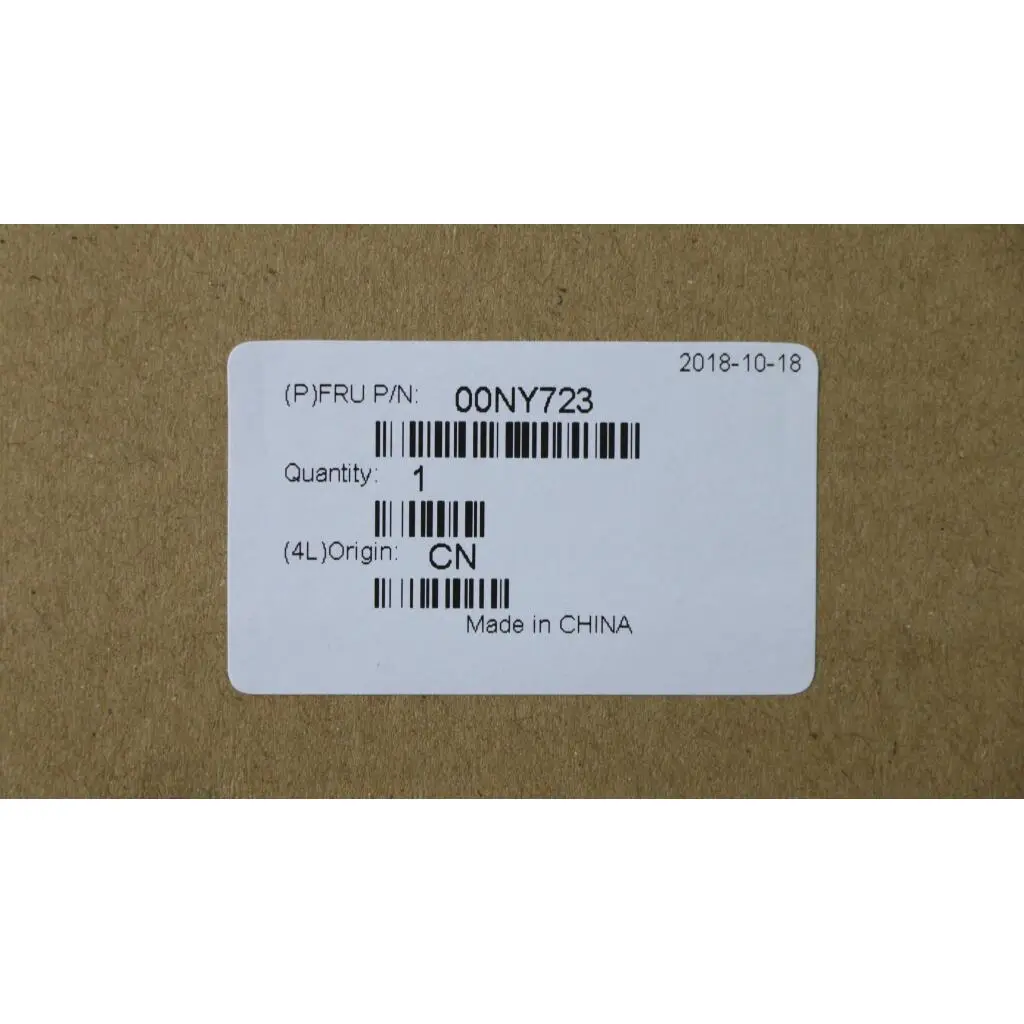 2018-10-18
(P)FRU P/N: 00NY723
Quantity: 1
(4L)Origin: CN
Made in CHINA